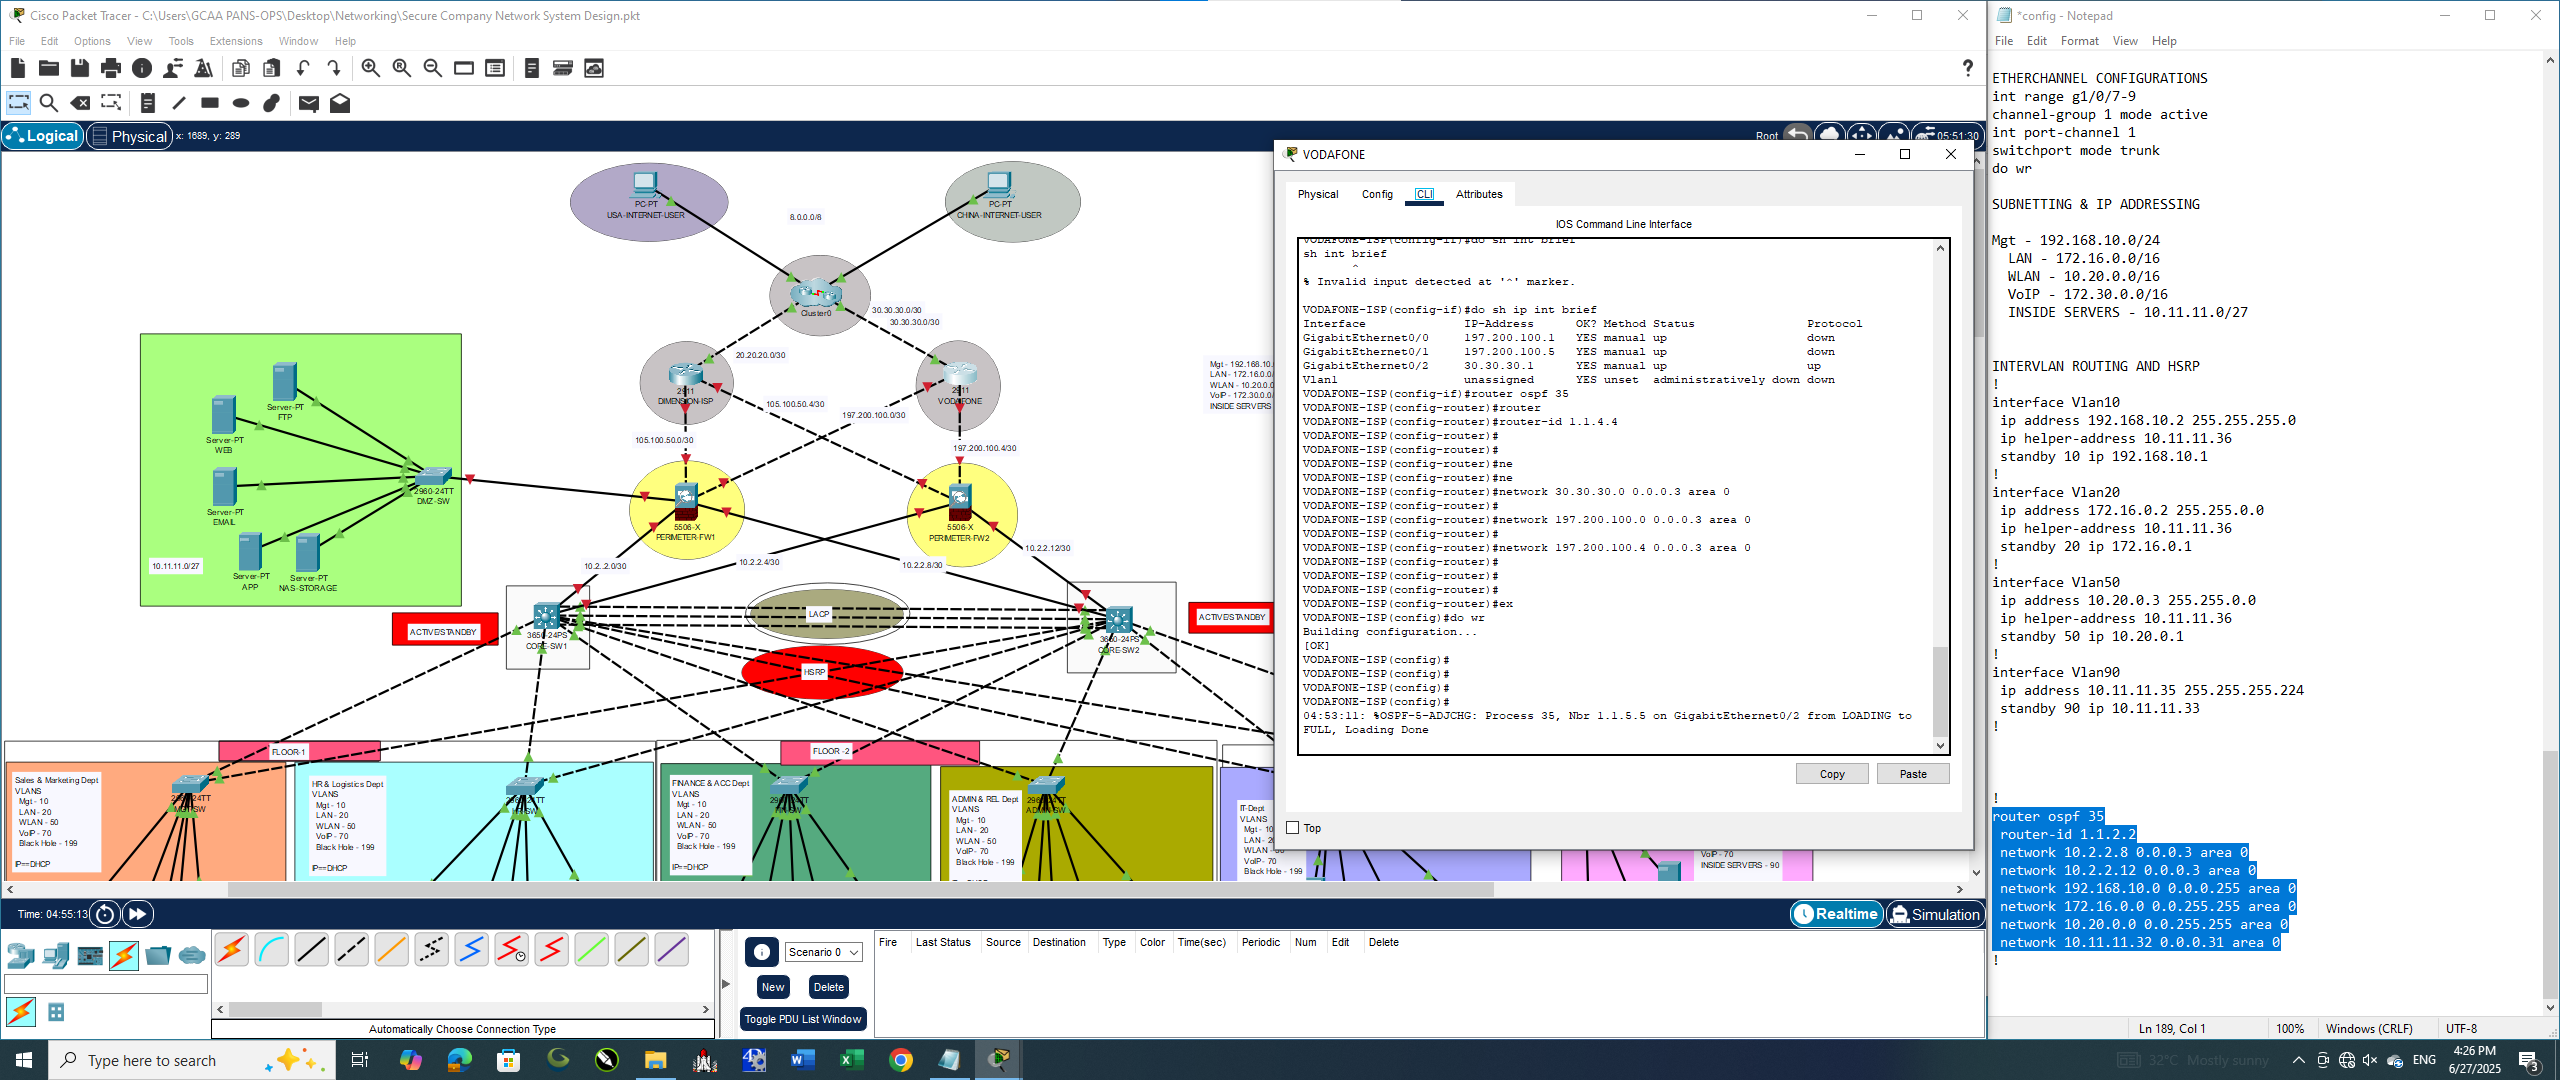 Cisco Packet Tracer - C:\Users\GCAA PANS-OPS\Desktop\Networking\Secure Company Network System Design.pkt
File Edit Options View Tools Extensions Window Help
Logical Physical x: 1689, y: 289
Root 05:51:30
PC-PT
USA-INTERNET-USER
8.0.0.0/8
PC-PT
CHINA-INTERNET-USER
Cluster0
30.30.30.0/30
30.30.30.0/30
20.20.20.0/30
2911
DIMENSION-ISP
2911
VODAFONE
105.100.50.4/30
197.200.100.0/30
105.100.50.0/30
197.200.100.4/30
Server-PT
FTP
Server-PT
WEB
Server-PT
EMAIL
Server-PT
APP
Server-PT
NAS-STORAGE
2960-24TT
DMZ-SW
10.11.11.0/27
5506-X
PERIMETER-FW1
5506-X
PERIMETER-FW2
10.2.2.0/30
10.2.2.4/30
10.2.2.8/30
10.2.2.12/30
ACTIVE/STANDBY
3650-24PS
CORE-SW1
LACP
HSRP
3650-24PS
CORE-SW2
ACTIVE/STANDBY
Mgt - 192.168.10.
LAN - 172.16.0.0/
WLAN - 10.20.0.0
VoIP - 172.30.0.0/
INSIDE SERVERS
FLOOR-1
FLOOR -2
Sales & Marketing Dept
VLANS
Mgt - 10
LAN - 20
WLAN - 50
VoIP - 70
Black Hole - 199
IP==DHCP
HR & Logistics Dept
VLANS
Mgt - 10
LAN - 20
WLAN - 50
VoIP - 70
Black Hole - 199
IP==DHCP
FINANCE & ACC Dept
VLANS
Mgt - 10
LAN - 20
WLAN - 50
VoIP - 70
Black Hole - 199
IP==DHCP
ADMIN & REL Dept
VLANS
Mgt - 10
LAN - 20
WLAN - 50
VoIP - 70
Black Hole - 199
IT-Dept
VLANS
Mgt - 10
LAN - 20
VoIP - 70
Black Hole - 199
VoIP - 70
INSIDE SERVERS - 90
VODAFONE
Physical Config CLI Attributes
IOS Command Line Interface
VODAFONE-ISP(config-if)#do sh int brief
sh int brief
^
% Invalid input detected at '^' marker.
VODAFONE-ISP(config-if)#do sh ip int brief
Interface IP-Address OK? Method Status Protocol
GigabitEthernet0/0 197.200.100.1 YES manual up down
GigabitEthernet0/1 197.200.100.5 YES manual up down
GigabitEthernet0/2 30.30.30.1 YES manual up up
Vlan1 unassigned YES unset administratively down down
VODAFONE-ISP(config-if)#router ospf 35
VODAFONE-ISP(config-router)#router
VODAFONE-ISP(config-router)#router-id 1.1.4.4
VODAFONE-ISP(config-router)#
VODAFONE-ISP(config-router)#
VODAFONE-ISP(config-router)#ne
VODAFONE-ISP(config-router)#ne
VODAFONE-ISP(config-router)#network 30.30.30.0 0.0.0.3 area 0
VODAFONE-ISP(config-router)#
VODAFONE-ISP(config-router)#network 197.200.100.0 0.0.0.3 area 0
VODAFONE-ISP(config-router)#
VODAFONE-ISP(config-router)#network 197.200.100.4 0.0.0.3 area 0
VODAFONE-ISP(config-router)#
VODAFONE-ISP(config-router)#
VODAFONE-ISP(config-router)#
VODAFONE-ISP(config-router)#ex
VODAFONE-ISP(config)#do wr
Building configuration...
[OK]
VODAFONE-ISP(config)#
VODAFONE-ISP(config)#
VODAFONE-ISP(config)#
VODAFONE-ISP(config)#
04:53:11: %OSPF-5-ADJCHG: Process 35, Nbr 1.1.5.5 on GigabitEthernet0/2 from LOADING to
FULL, Loading Done
Copy Paste
Top
Time: 04:55:13
Realtime Simulation
Scenario 0
New Delete
Toggle PDU List Window
Fire Last Status Source Destination Type Color Time(sec) Periodic Num Edit Delete
Automatically Choose Connection Type
*config - Notepad
File Edit Format View Help
ETHERCHANNEL CONFIGURATIONS
int range g1/0/7-9
channel-group 1 mode active
int port-channel 1
switchport mode trunk
do wr
SUBNETTING & IP ADDRESSING
Mgt - 192.168.10.0/24
LAN - 172.16.0.0/16
WLAN - 10.20.0.0/16
VoIP - 172.30.0.0/16
INSIDE SERVERS - 10.11.11.0/27
INTERVLAN ROUTING AND HSRP
!
interface Vlan10
ip address 192.168.10.2 255.255.255.0
ip helper-address 10.11.11.36
standby 10 ip 192.168.10.1
!
interface Vlan20
ip address 172.16.0.2 255.255.0.0
ip helper-address 10.11.11.36
standby 20 ip 172.16.0.1
!
interface Vlan50
ip address 10.20.0.3 255.255.0.0
ip helper-address 10.11.11.36
standby 50 ip 10.20.0.1
!
interface Vlan90
ip address 10.11.11.35 255.255.255.224
standby 90 ip 10.11.11.33
!
!
router ospf 35
router-id 1.1.2.2
network 10.2.2.8 0.0.0.3 area 0
network 10.2.2.12 0.0.0.3 area 0
network 192.168.10.0 0.0.0.255 area 0
network 172.16.0.0 0.0.255.255 area 0
network 10.20.0.0 0.0.255.255 area 0
network 10.11.11.32 0.0.0.31 area 0
!
Ln 189, Col 1 100% Windows (CRLF) UTF-8
Type here to search
32°C Mostly sunny
ENG
4:26 PM
6/27/2025
3